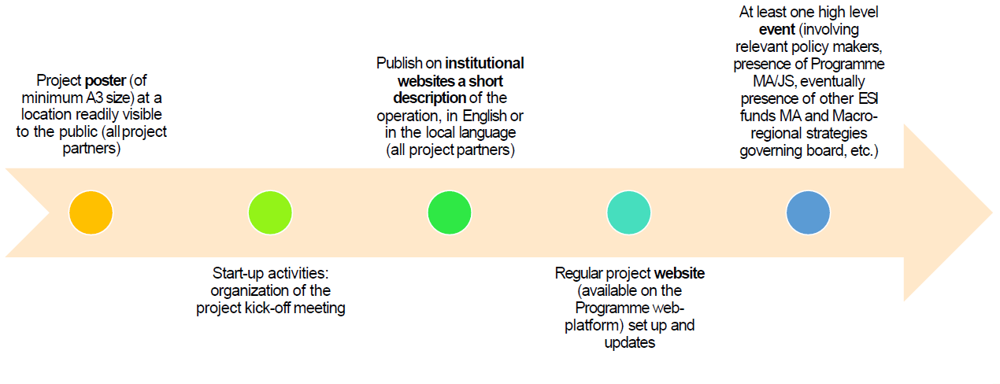 Project poster (of
minimum A3 size) at a
location readily visible
to the public (all project
partners)
Start-up activities:
organization of the
project kick-off meeting
Publish on institutional
websites a short
description of the
operation, in English or
in the local language
(all project partners)
Regular project website
(available on the
Programme web-
platform) set up and
updates
At least one high level
event (involving
relevant policy makers,
presence of Programme
MA/JS, eventually
presence of other ESI
funds MA and Macro-
regional strategies
governing board, etc.)